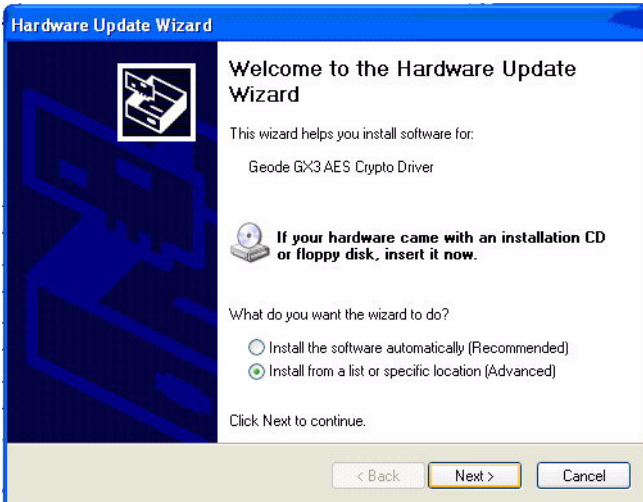 Hardware Update Wizard
Welcome to the Hardware Update
Wizard
This wizard helps you install software for:
Geode GX3 AES Crypto Driver
If your hardware came with an installation CD
or floppy disk, insert it now.
What do you want the wizard to do?
Install the software automatically (Recommended)
Install from a list or specific location (Advanced)
Click Next to continue.
< Back Next > Cancel